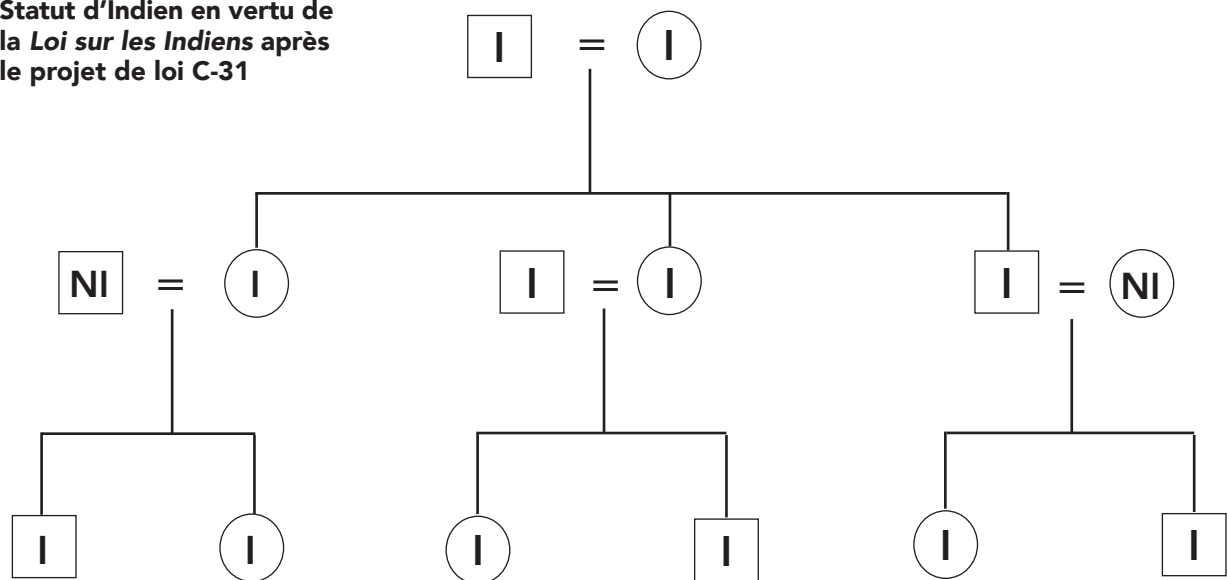 Statut d'Indien en vertu de
la Loi sur les Indiens après
le projet de loi C-31
I = I
NI = I I = I I = NI
I I I I I I